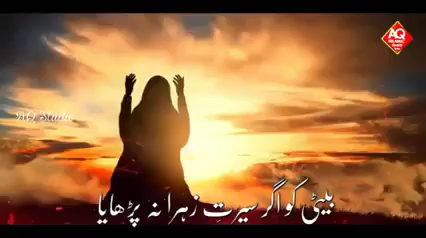 AQ
AQ Studio
بیٹی کو اگر سیرتِ زہرا نہ پڑھایا